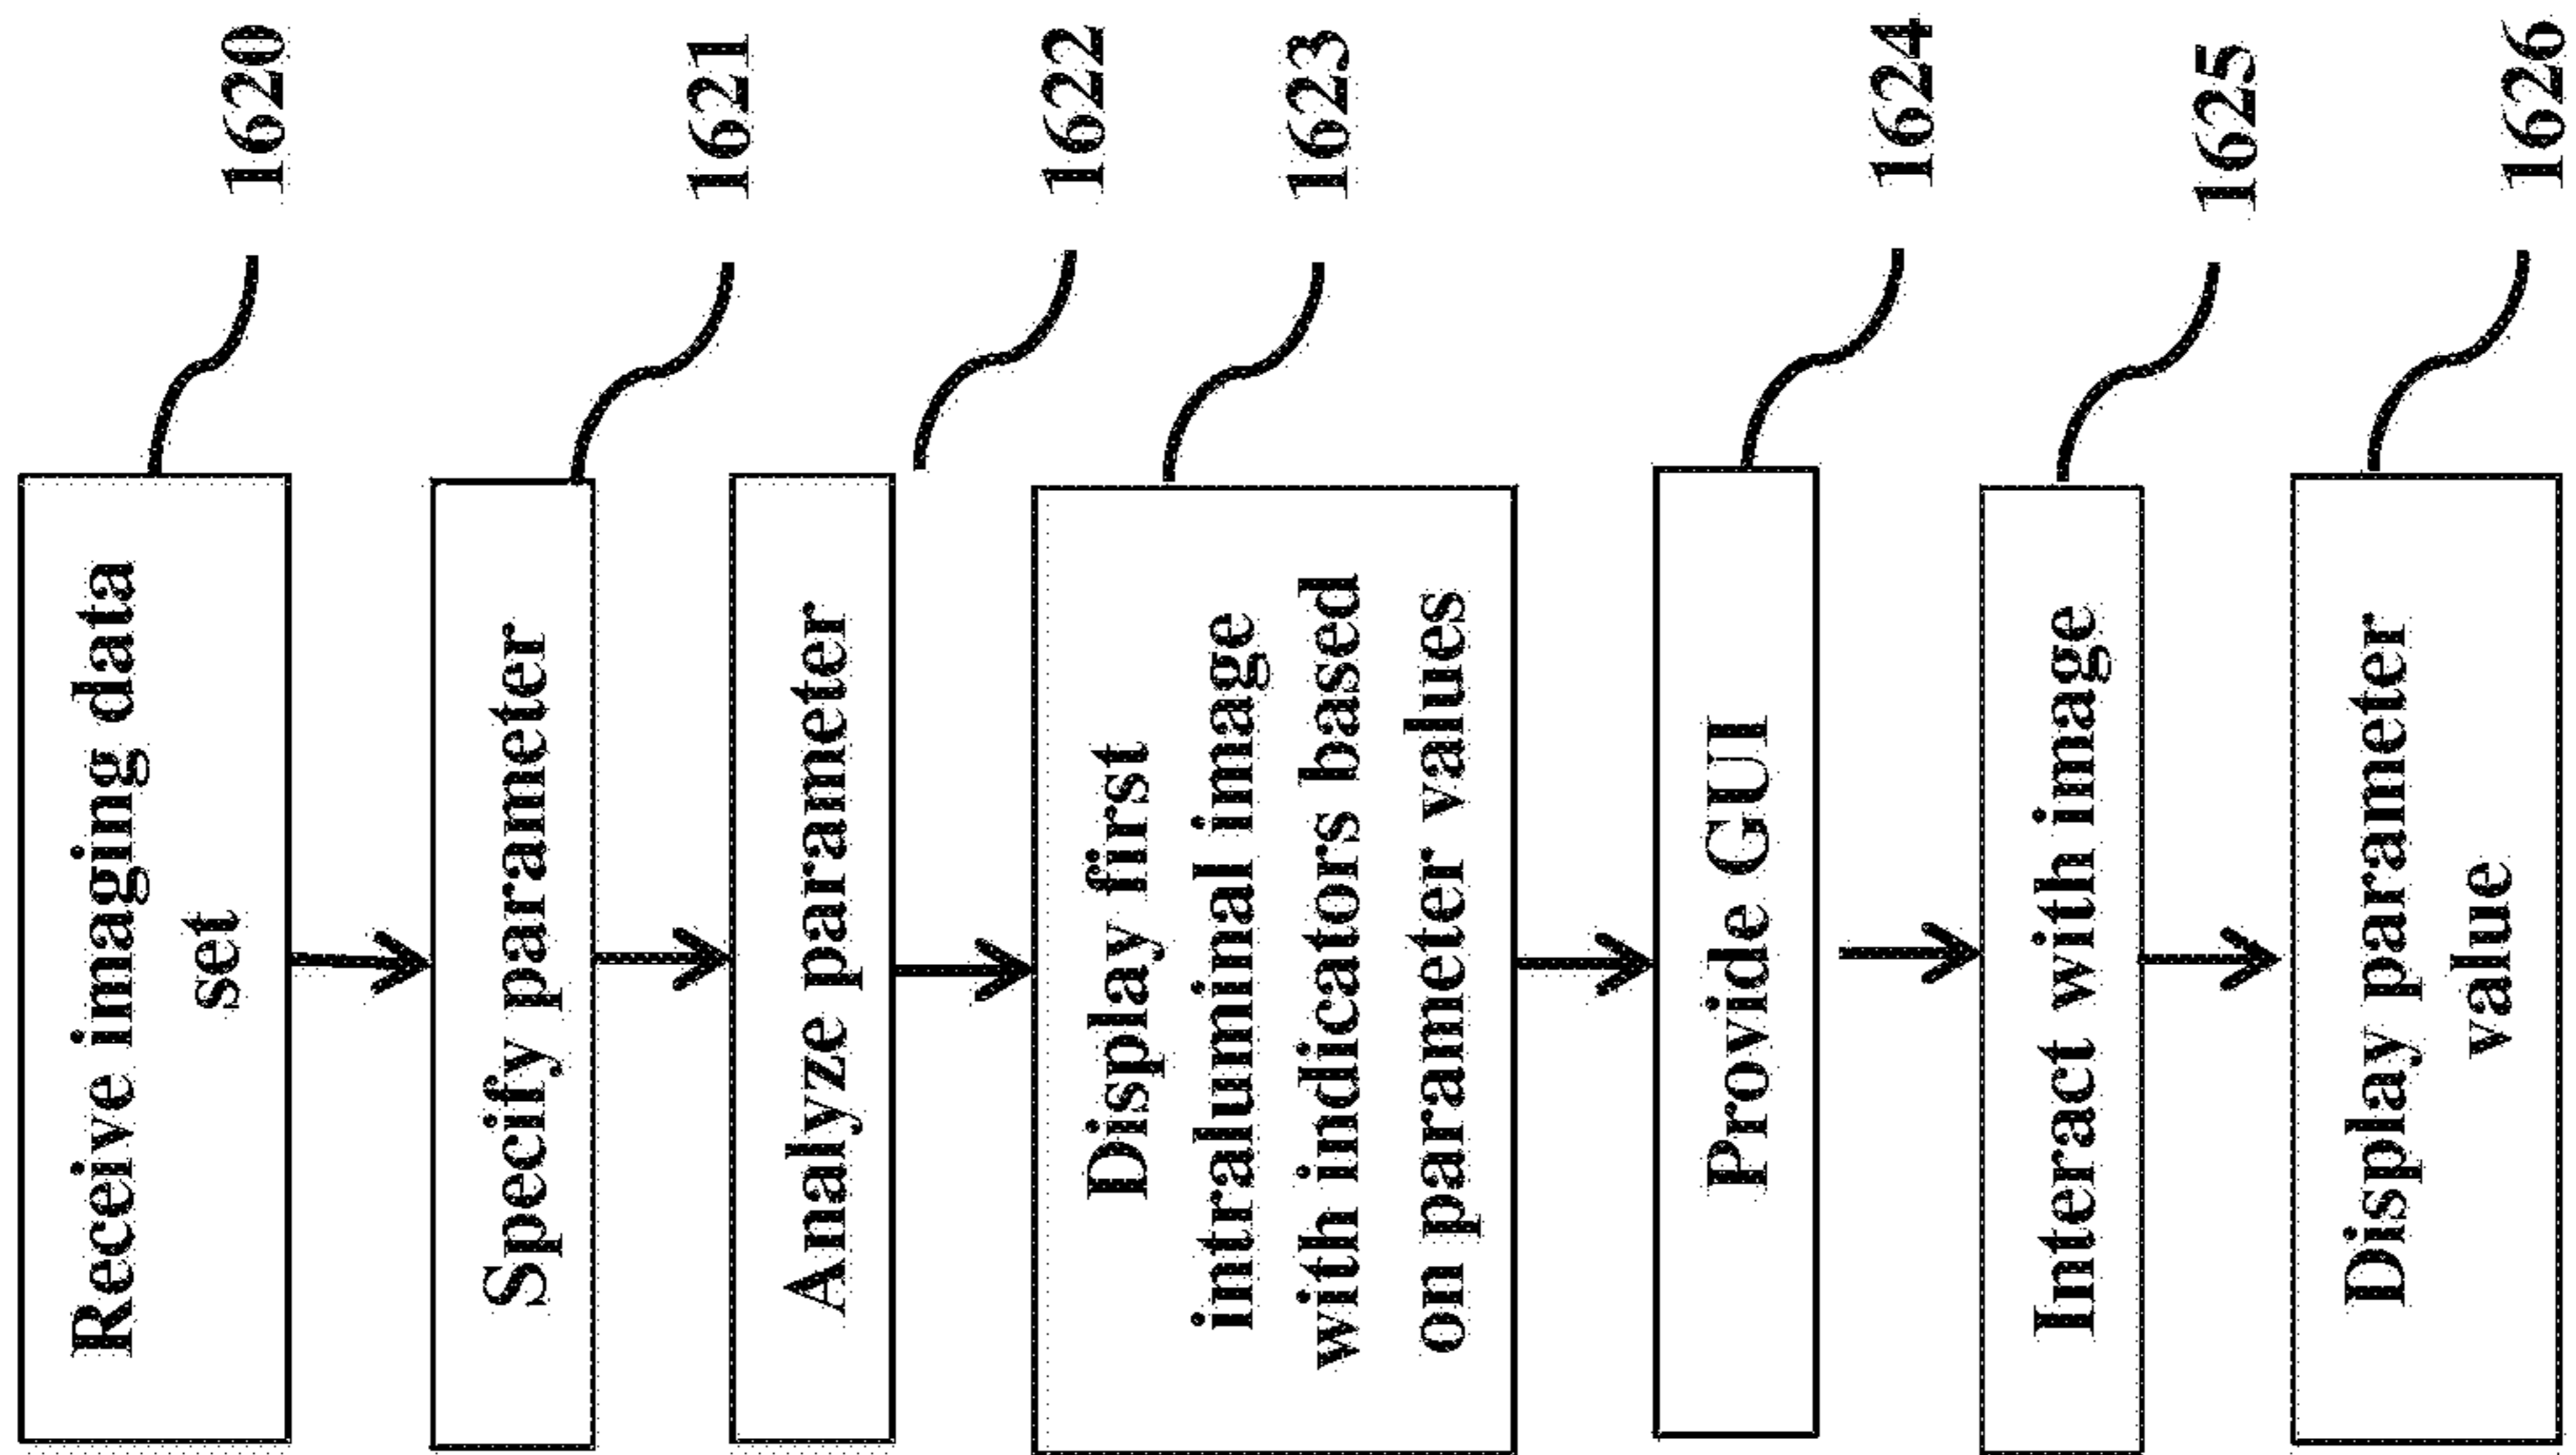 Receive imaging data
set
1620
Specify parameter
1621
Analyze parameter
1622
Display first
intraluminal image
with indicators based
on parameter values
1623
Provide GUI
1624
Interact with image
1625
Display parameter
value
1626